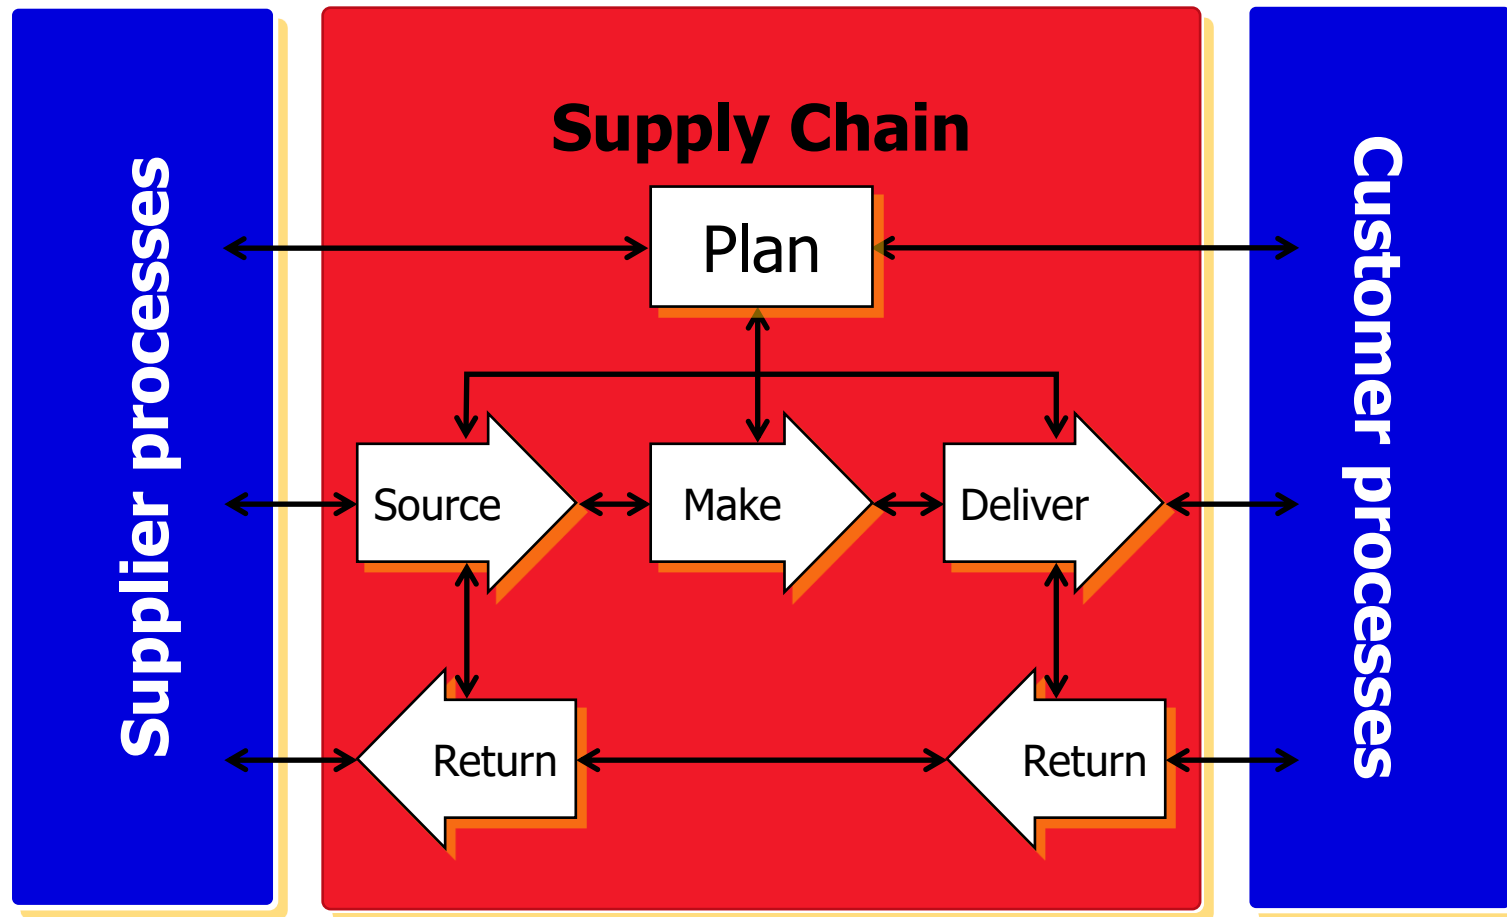 Supplier processes
Supply Chain
Plan
Source
Make
Deliver
Return
Return
Customer processes